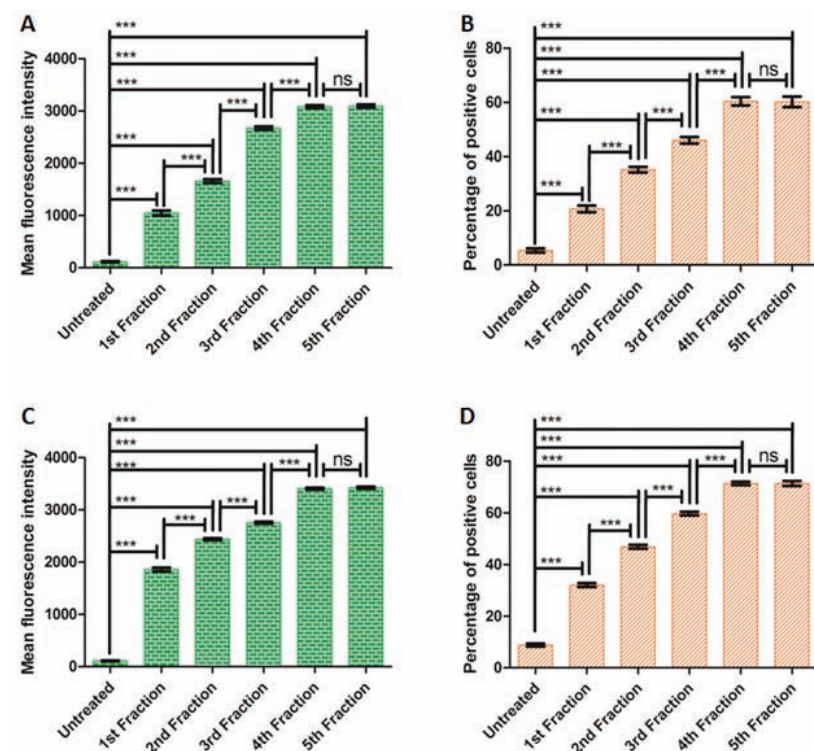 A
Mean fluorescence intensity
4000
3000
2000
1000
0
***
***
***
***
ns
***
***
***
***
Untreated
1st Fraction
2nd Fraction
3rd Fraction
4th Fraction
5th Fraction
B
Percentage of positive cells
80
60
40
20
0
***
***
***
***
ns
***
***
***
***
Untreated
1st Fraction
2nd Fraction
3rd Fraction
4th Fraction
5th Fraction
C
Mean fluorescence intensity
4000
3000
2000
1000
0
***
***
***
***
ns
***
***
***
***
Untreated
1st Fraction
2nd Fraction
3rd Fraction
4th Fraction
5th Fraction
D
Percentage of positive cells
80
60
40
20
0
***
***
***
***
ns
***
***
***
***
Untreated
1st Fraction
2nd Fraction
3rd Fraction
4th Fraction
5th Fraction